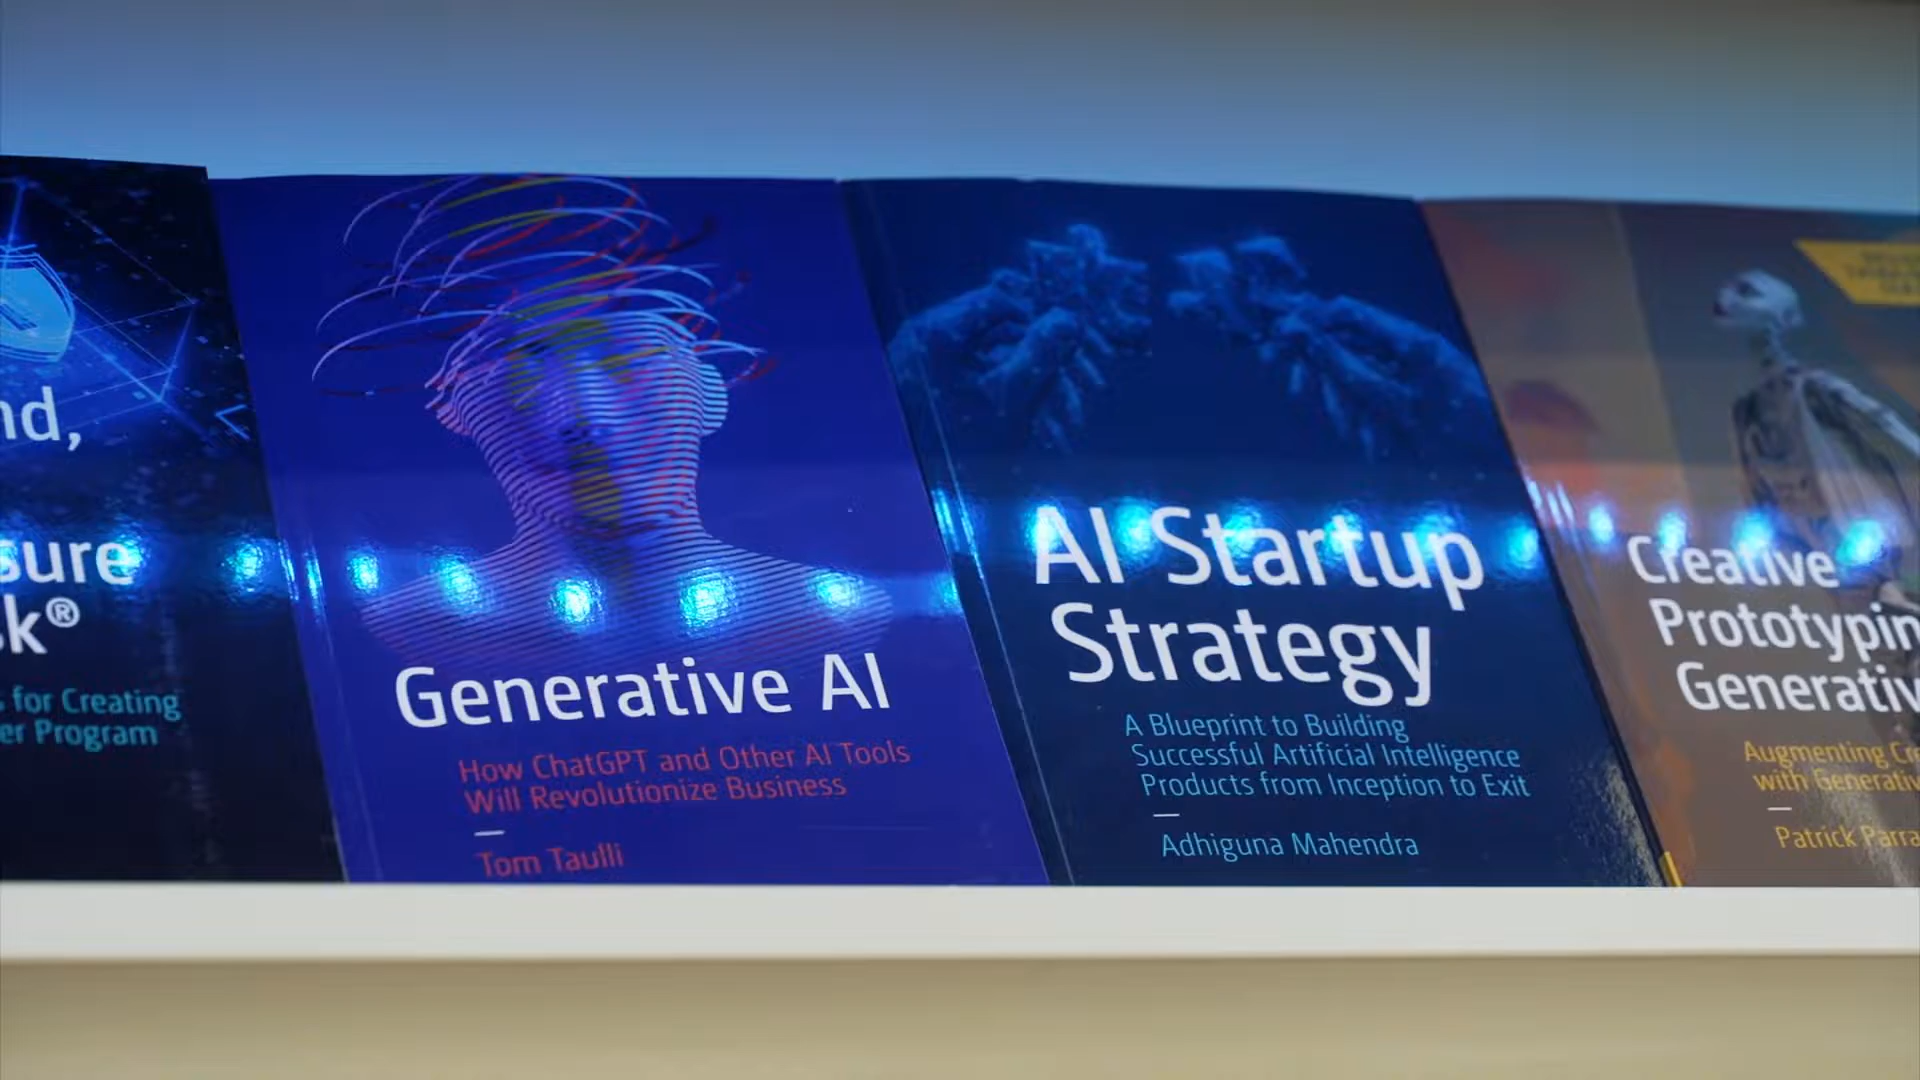 nd,
sure
sk®
s for Creating
er Program
Generative AI
How ChatGPT and Other AI Tools
Will Revolutionize Business
Tom Taulli
AI Startup
Strategy
A Blueprint to Building
Successful Artificial Intelligence
Products from Inception to Exit
Adhiguna Mahendra
Creative
Prototypin
Generativ
Augmenting Cre
with Generativ
Patrick Parra